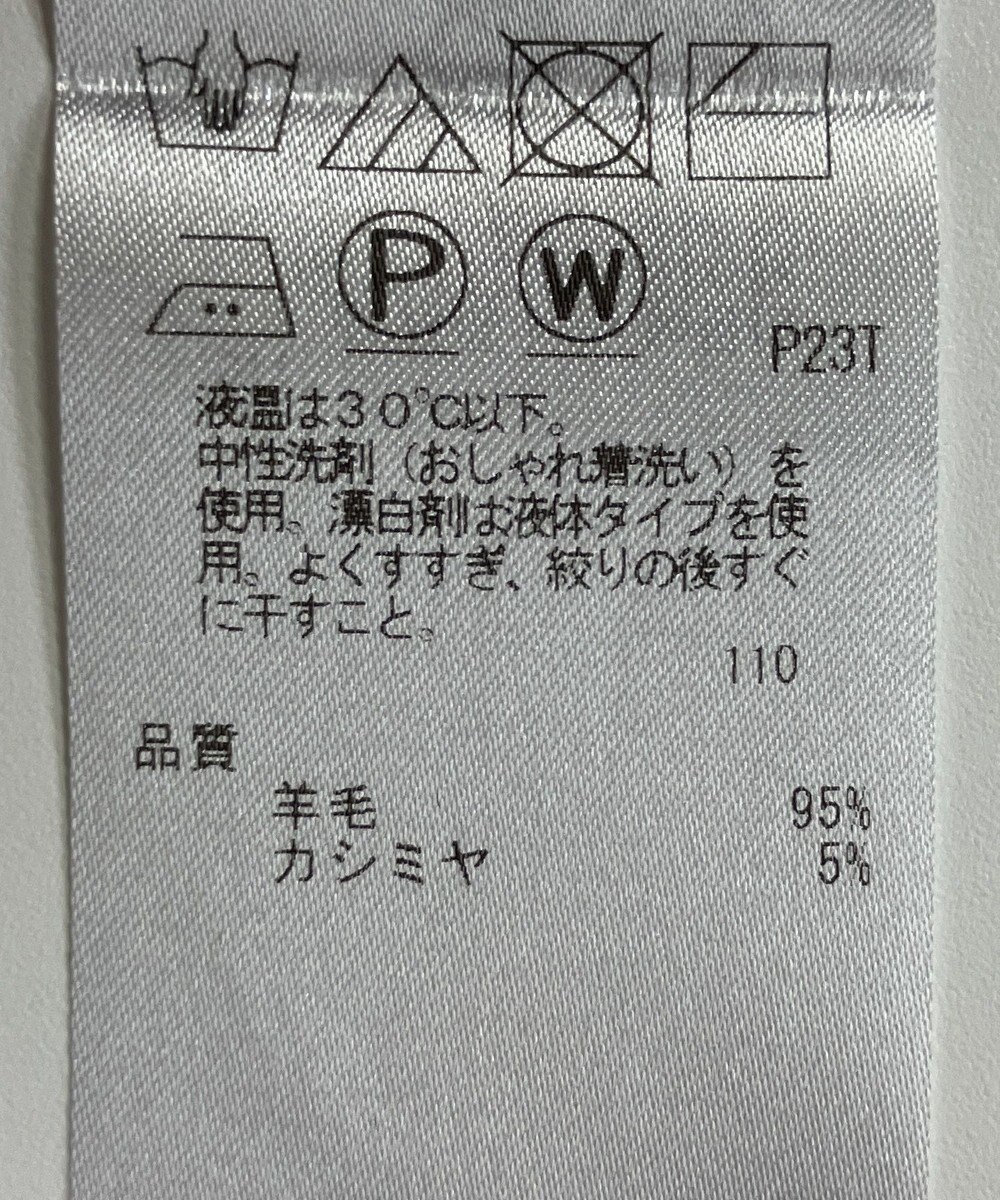 P
W
P23T
液温は30℃以下。
中性洗剤(おしゃれ着洗い)を
使用。漂白剤は液体タイプを使
用。よくすすぎ、絞りの後すぐ
に干すこと。
110
品質
羊毛 95%
カシミヤ 5%